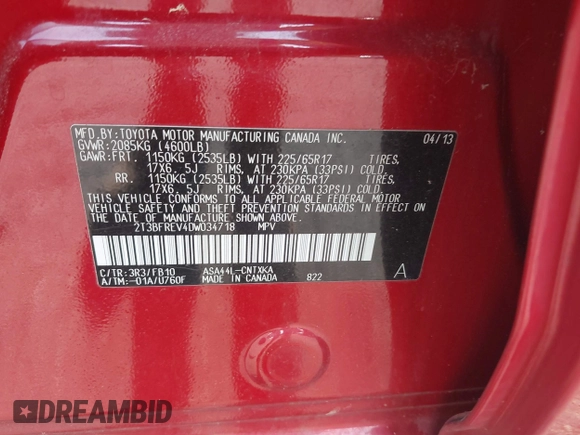 MFD.BY:TOYOTA MOTOR MANUFACTURING CANADA INC. 04/13
GVWR:2085KG (4600LB)
GAWR:FRT. 1150KG (2535LB) WITH 225/65R17 TIRES,
17X6.5J RIMS, AT 230KPA (33PSI) COLD.
RR. 1150KG (2535LB) WITH 225/65R17 TIRES,
17X6.5J RIMS, AT 230KPA (33PSI) COLD.
THIS VEHICLE CONFORMS TO ALL APPLICABLE FEDERAL MOTOR
VEHICLE SAFETY AND THEFT PREVENTION STANDARDS IN EFFECT
ON THE DATE OF MANUFACTURE SHOWN ABOVE.
2T3BFREV4DW034718 MPV
C/TR:3R3/FB10 ASA44L-CNTXKA A
A/TM:-01A/U760F MADE IN CANADA 822
DREAMBID